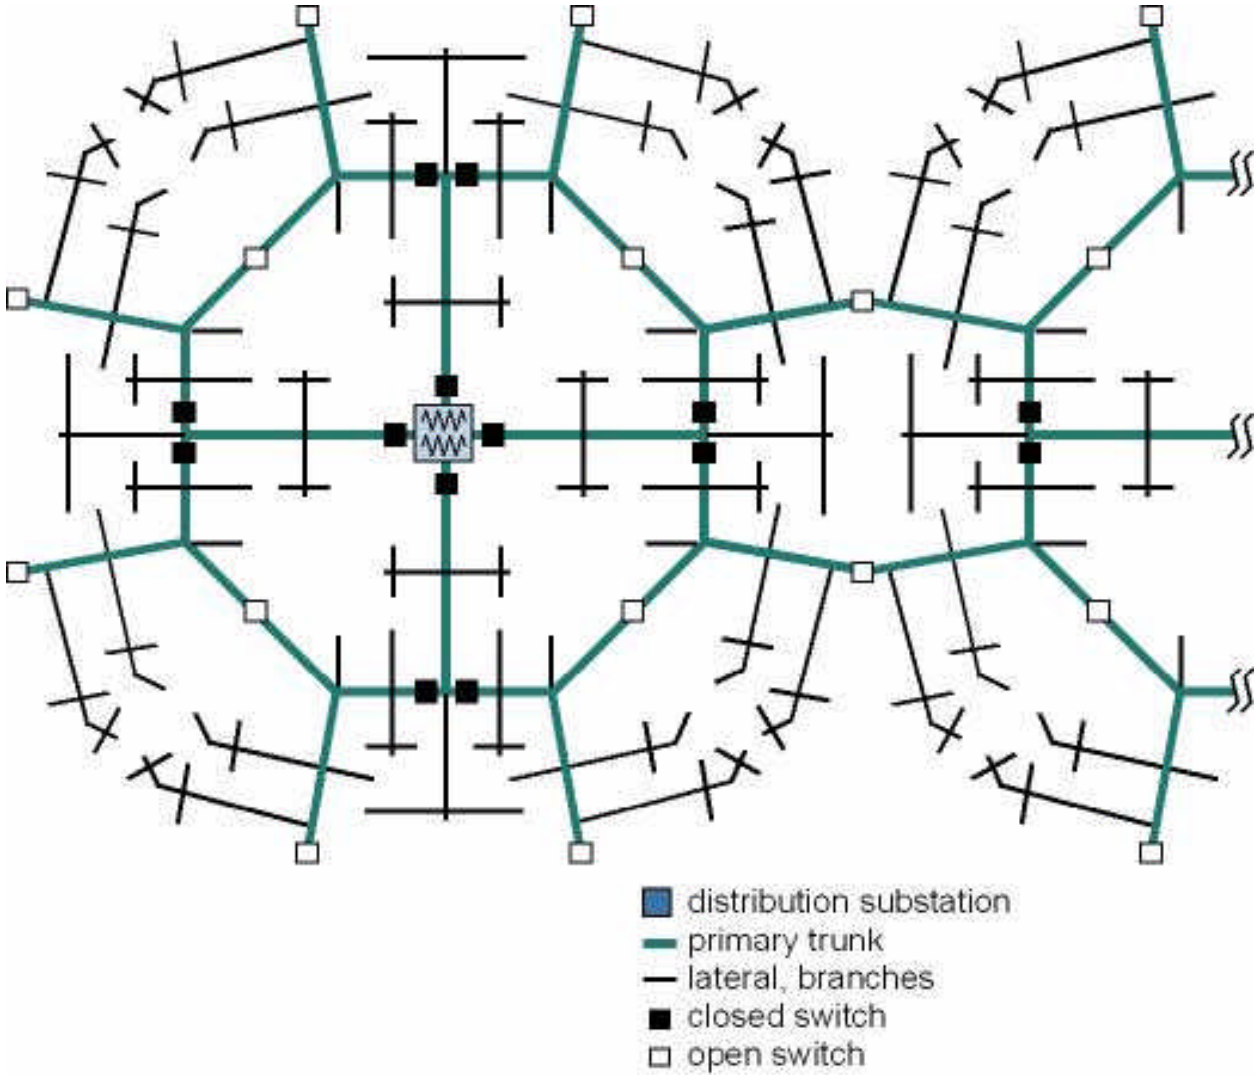 distribution substation
primary trunk
lateral, branches
closed switch
open switch